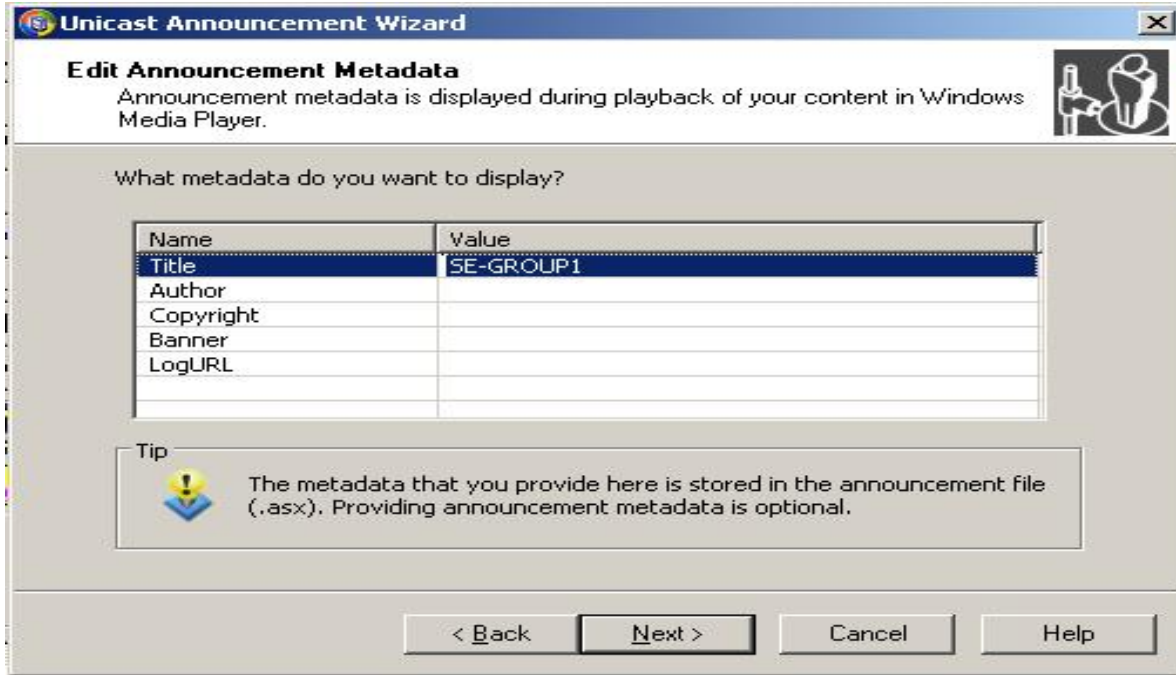 Unicast Announcement Wizard
Edit Announcement Metadata
Announcement metadata is displayed during playback of your content in Windows
Media Player.
What metadata do you want to display?
Name Value
Title SE-GROUP1
Author
Copyright
Banner
LogURL
Tip
The metadata that you provide here is stored in the announcement file
(.asx). Providing announcement metadata is optional.
< Back Next > Cancel Help